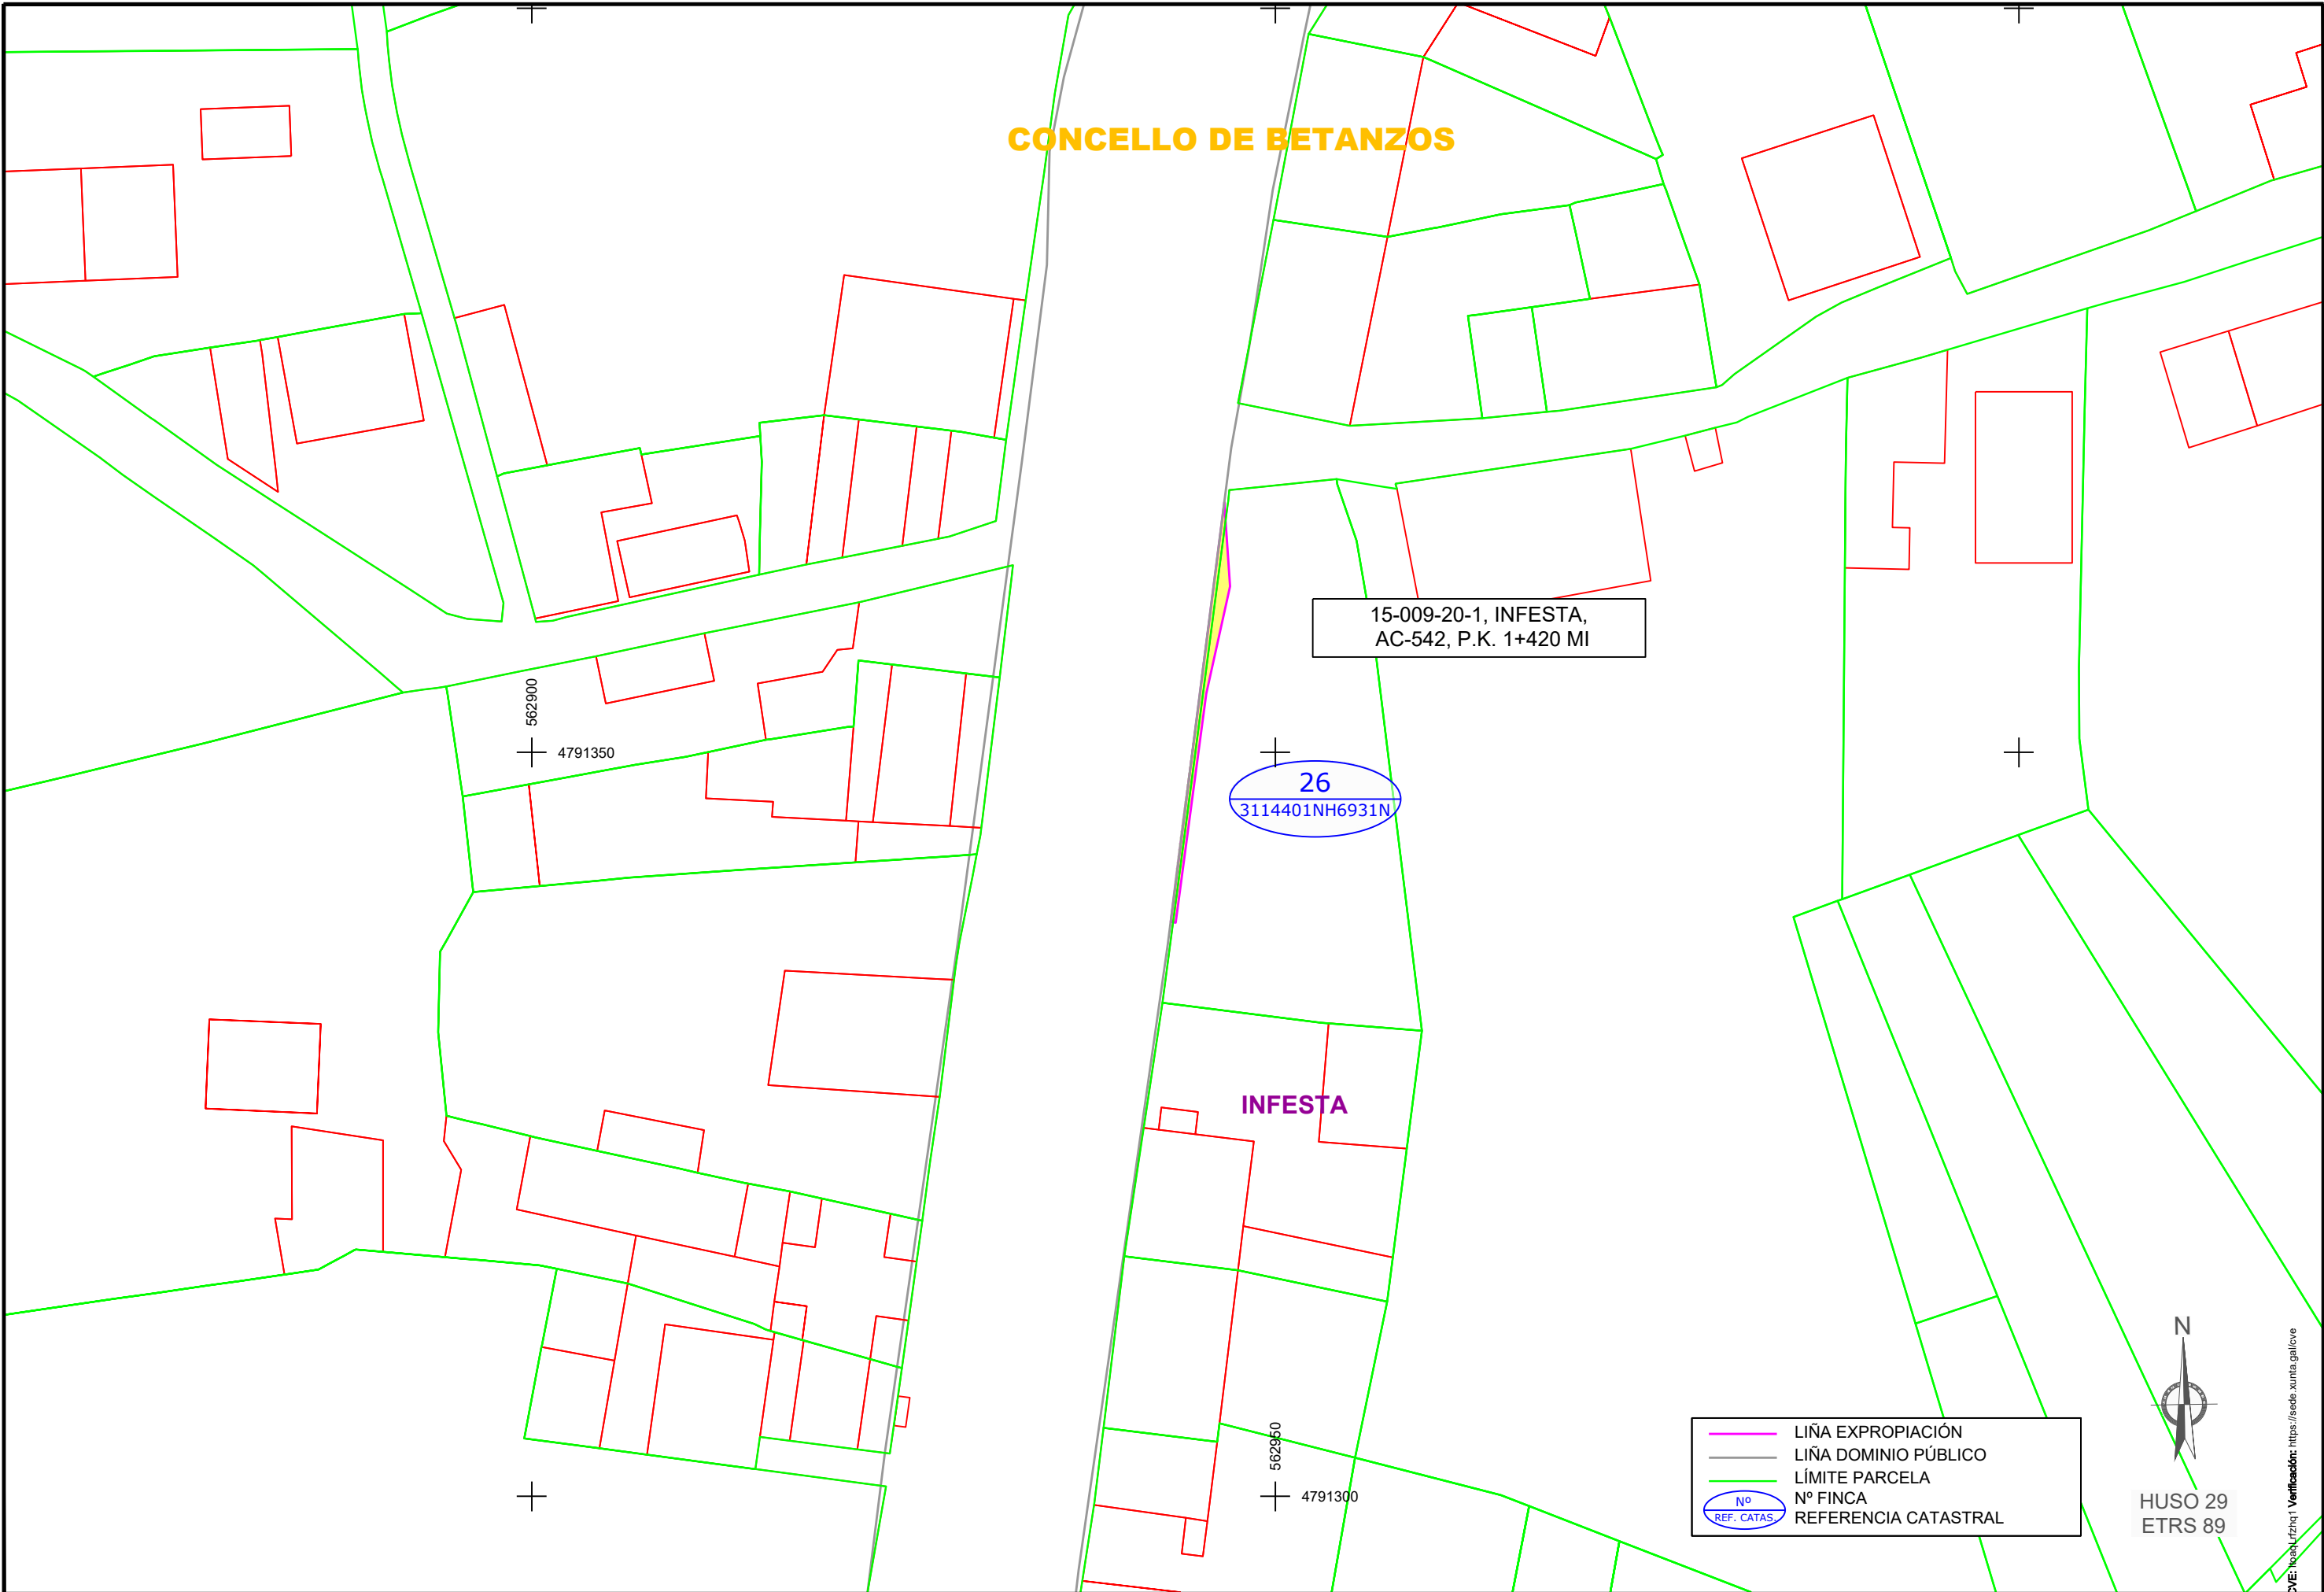 CONCELLO DE BETANZOS
15-009-20-1, INFESTA,
AC-542, P.K. 1+420 MI
562900
4791350
26
3114401NH6931N
INFESTA
562950
4791300
LIÑA EXPROPIACIÓN
LIÑA DOMINIO PÚBLICO
LÍMITE PARCELA
Nº
REF. CATAS.
Nº FINCA
REFERENCIA CATASTRAL
N
HUSO 29
ETRS 89
CVE: Verificación: https://sede.xunta.gal/cve